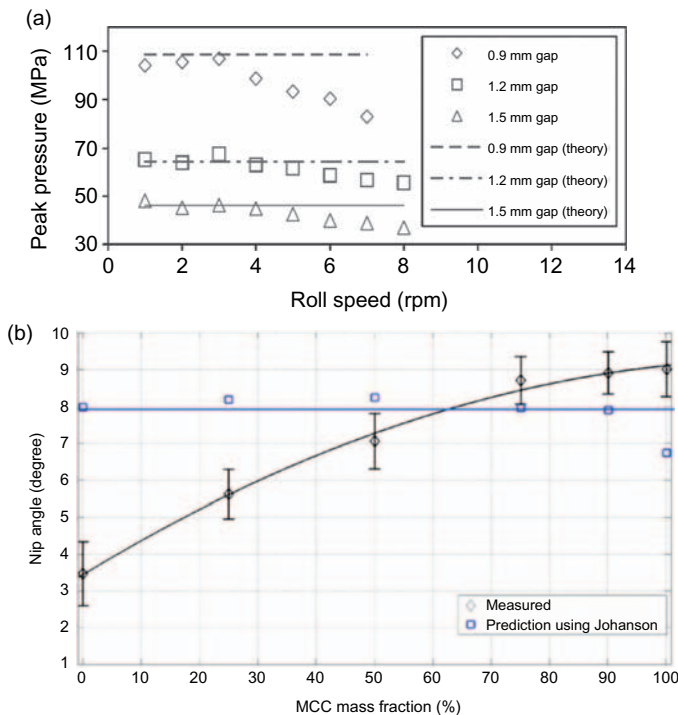 (a)
110
90
70
50
30
Peak pressure (MPa)
0.9 mm gap
1.2 mm gap
1.5 mm gap
0.9 mm gap (theory)
1.2 mm gap (theory)
1.5 mm gap (theory)
0 2 4 6 8 10 12 14
Roll speed (rpm)
(b)
10
9
8
7
6
5
4
3
2
1
Nip angle (degree)
Measured
Prediction using Johanson
0 10 20 30 40 50 60 70 80 90 100
MCC mass fraction (%)